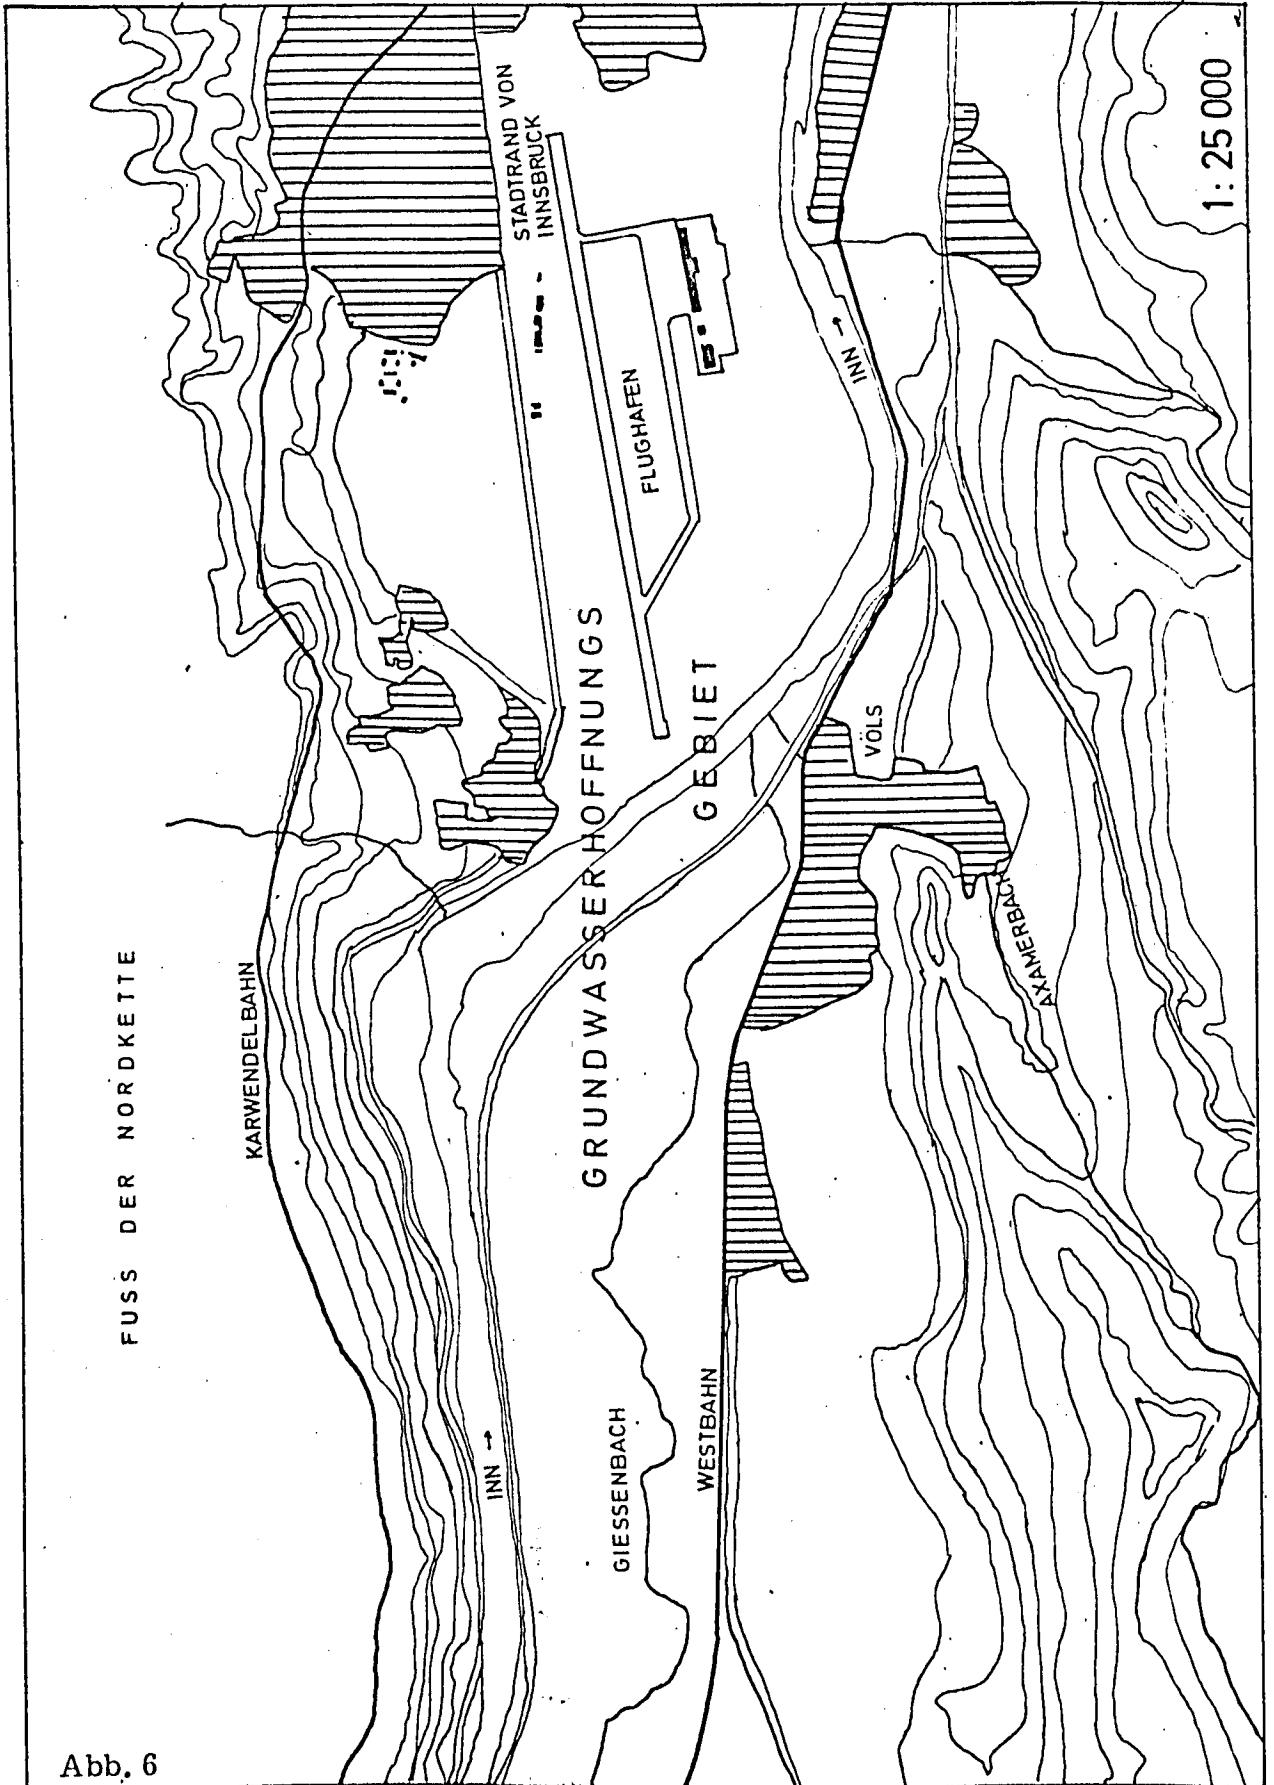 FUSS DER NORDKETTE
KARWENDELBAHN
STADTRAND VON
INNSBRUCK
FLUGHAFEN
INN →
INN →
GRUNDWASSERHOFFNUNGS
GEBIET
GIESSENBACH
WESTBAHN
VÖLS
AXAMERBACH
1: 25 000
Abb. 6